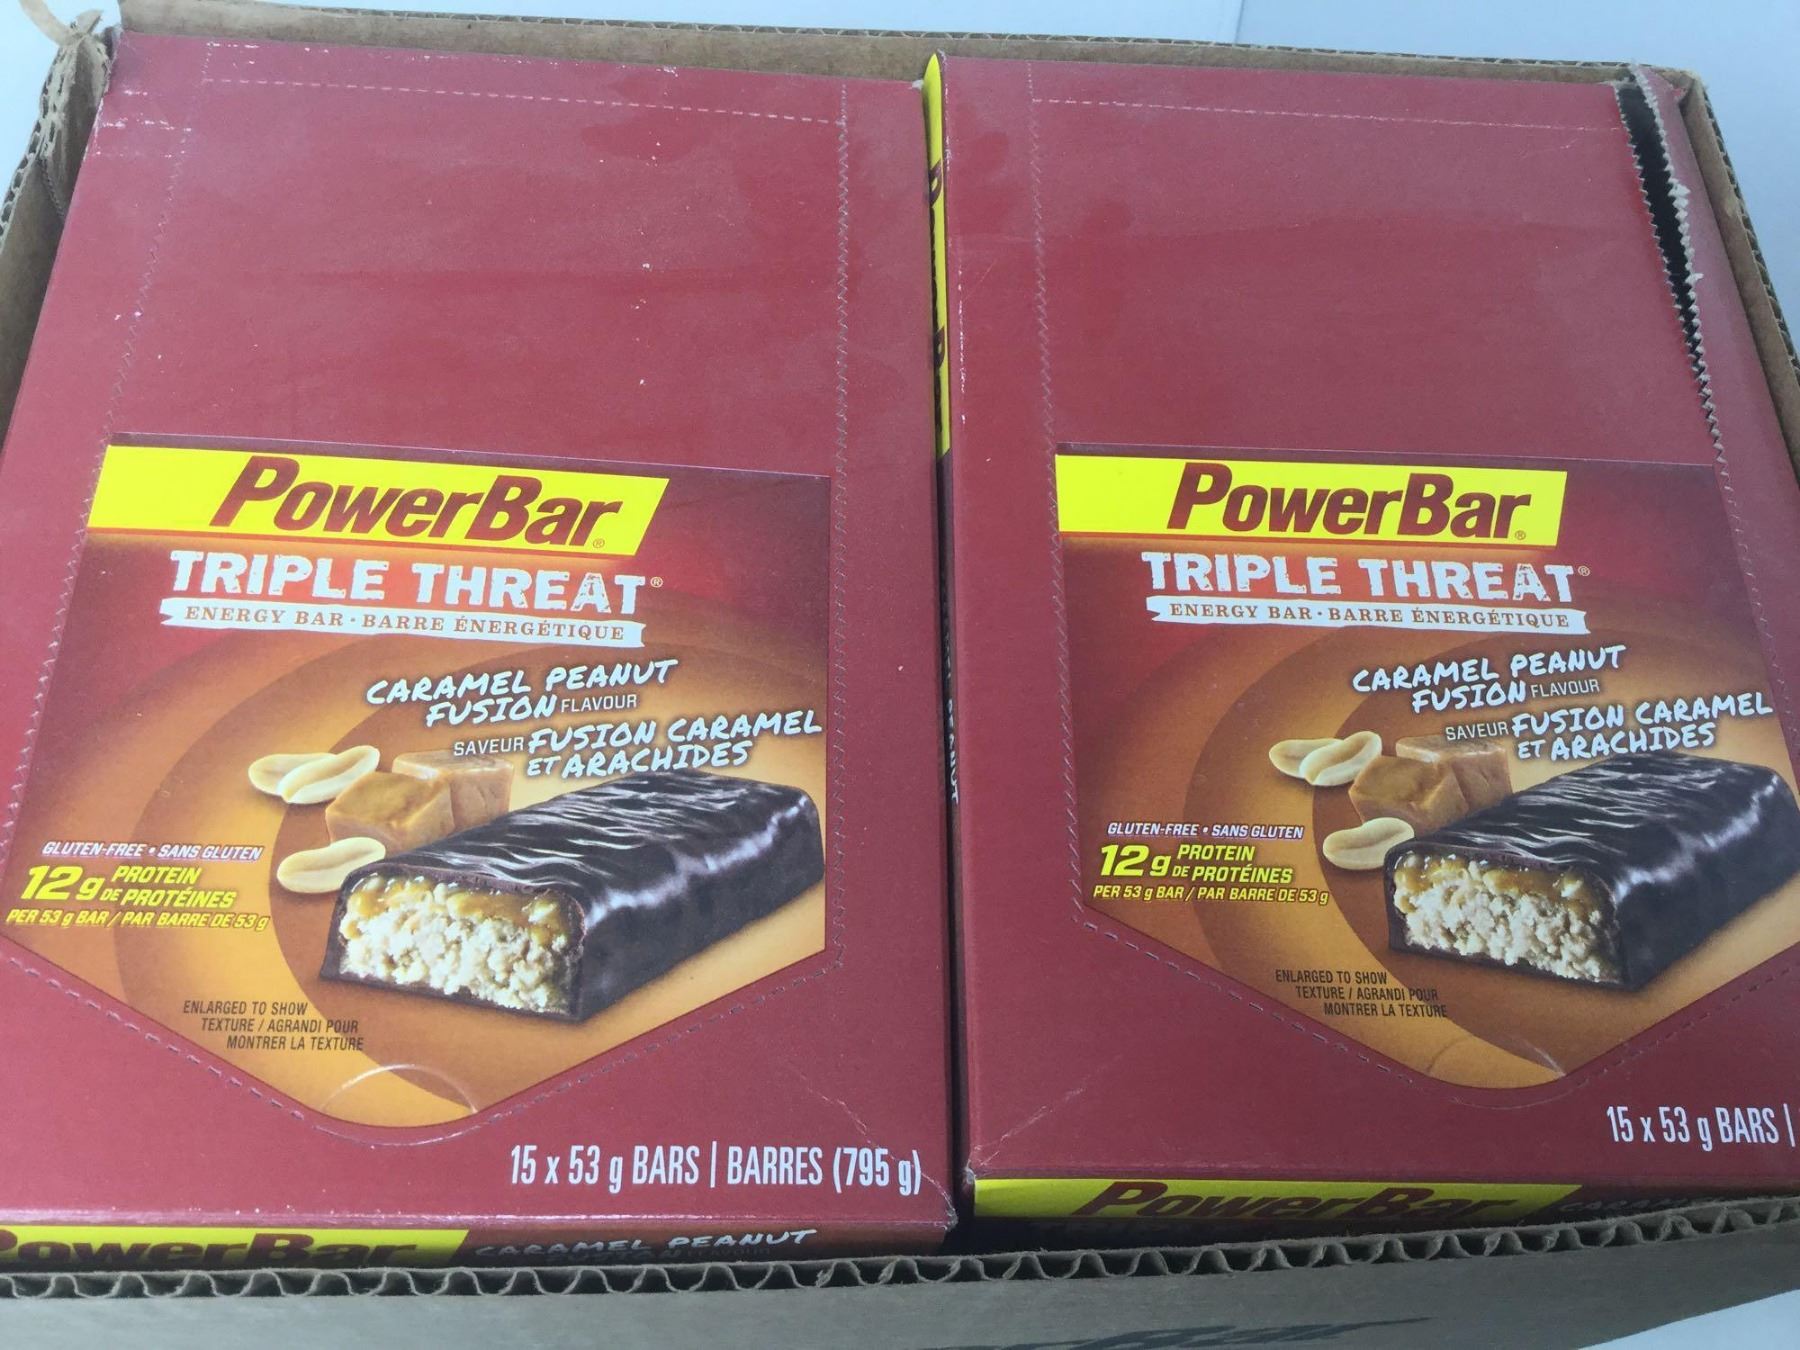 PowerBar®
TRIPLE THREAT®
ENERGY BAR • BARRE ÉNERGÉTIQUE
CARAMEL PEANUT
FUSION FLAVOUR
SAVEUR FUSION CARAMEL
ET ARACHIDES
GLUTEN-FREE • SANS GLUTEN
12 g PROTEIN
DE PROTÉINES
PER 53 g BAR / PAR BARRE DE 53 g
ENLARGED TO SHOW
TEXTURE / AGRANDI POUR
MONTRER LA TEXTURE
15 x 53 g BARS | BARRES (795 g)
PowerBar
CARAMEL PEANUT
PowerBar®
TRIPLE THREAT®
ENERGY BAR • BARRE ÉNERGÉTIQUE
CARAMEL PEANUT
FUSION FLAVOUR
SAVEUR FUSION CARAMEL
ET ARACHIDES
GLUTEN-FREE • SANS GLUTEN
12 g PROTEIN
DE PROTÉINES
PER 53 g BAR / PAR BARRE DE 53 g
ENLARGED TO SHOW
TEXTURE / AGRANDI POUR
MONTRER LA TEXTURE
15 x 53 g BARS |
PowerBar